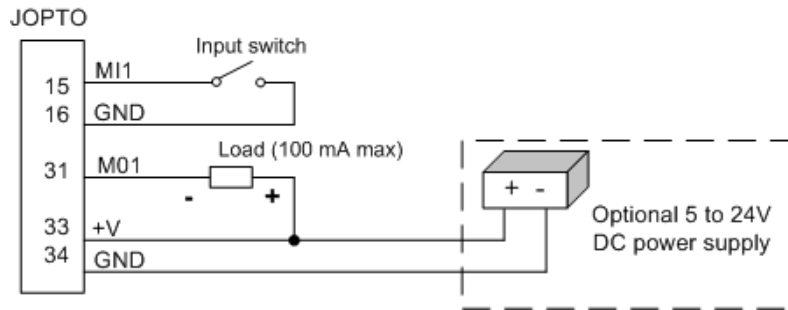 JOPTO
Input switch
15 MI1
16 GND
Load (100 mA max)
31 M01
- +
+ -
Optional 5 to 24V
DC power supply
33 +V
34 GND